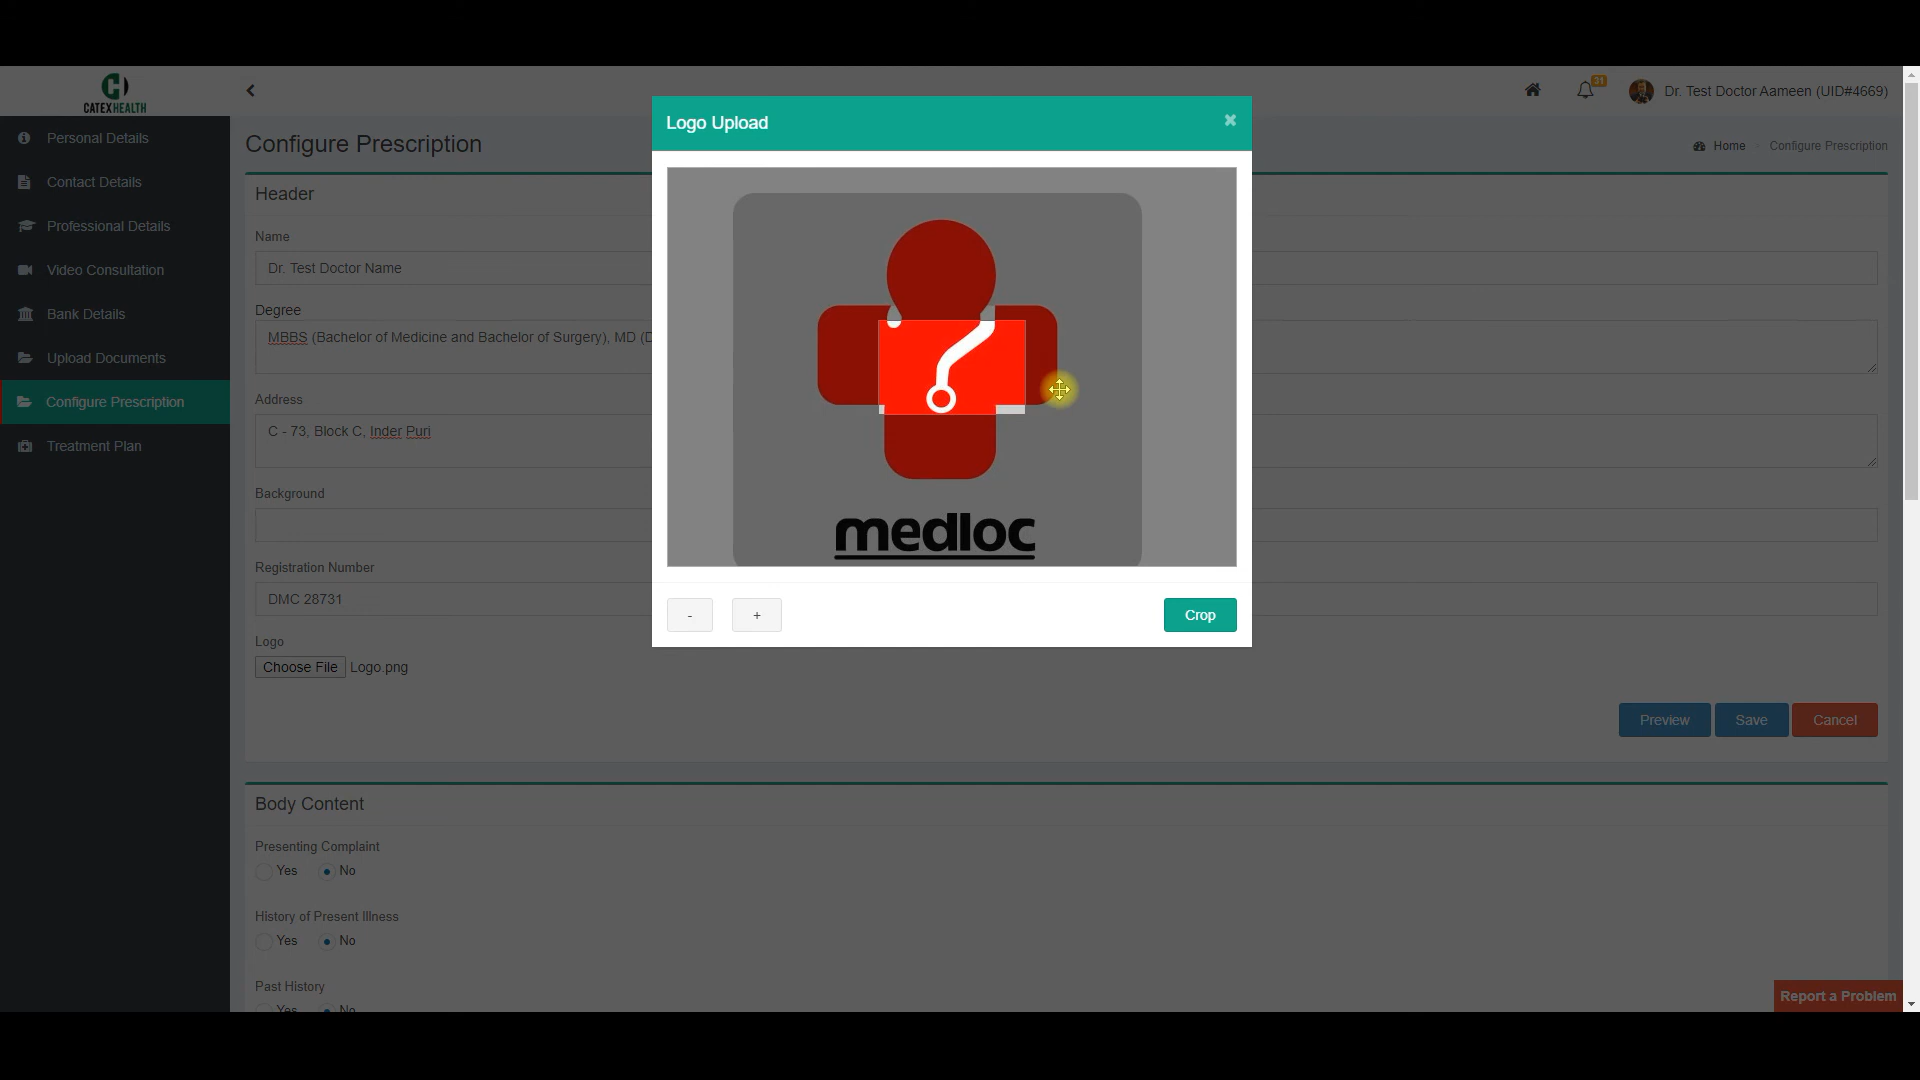 CATEXHEALTH
31
Dr. Test Doctor Aameen (UID#4669)
Personal Details
Contact Details
Professional Details
Video Consultation
Bank Details
Upload Documents
Configure Prescription
Treatment Plan
Configure Prescription
Home
Configure Prescription
Header
Name
Dr. Test Doctor Name
Degree
MBBS (Bachelor of Medicine and Bachelor of Surgery), MD (D
Address
C - 73, Block C, Inder Puri
Background
Registration Number
DMC 28731
Logo
Choose File Logo.png
Logo Upload
×
medloc
- +
Crop
Preview Save Cancel
Body Content
Presenting Complaint
Yes No
History of Present Illness
Yes No
Past History
Yes No
Report a Problem